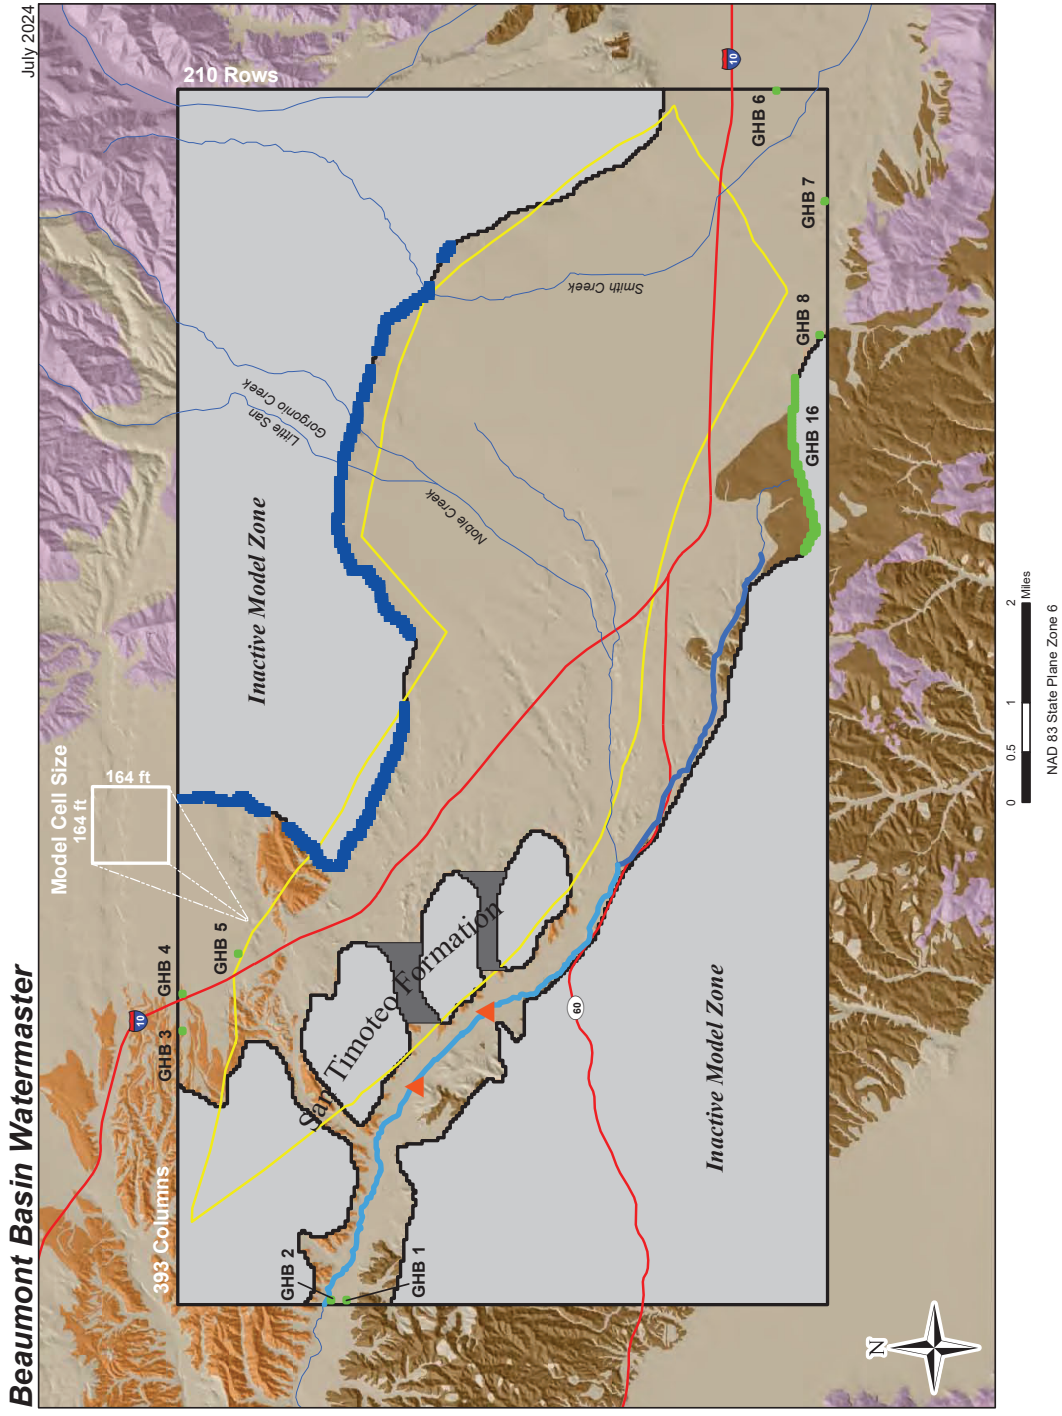 Beaumont Basin Watermaster
July 2024
Model Cell Size
164 ft
164 ft
393 Columns
210 Rows
10
GHB 3
GHB 4
GHB 5
Inactive Model Zone
Little San
Gorgonio Creek
Noble Creek
Smith Creek
10
GHB 6
GHB 7
GHB 8
GHB 16
San Timoteo Formation
GHB 2
GHB 1
60
Inactive Model Zone
N
0 0.5 1 2
Miles
NAD 83 State Plane Zone 6